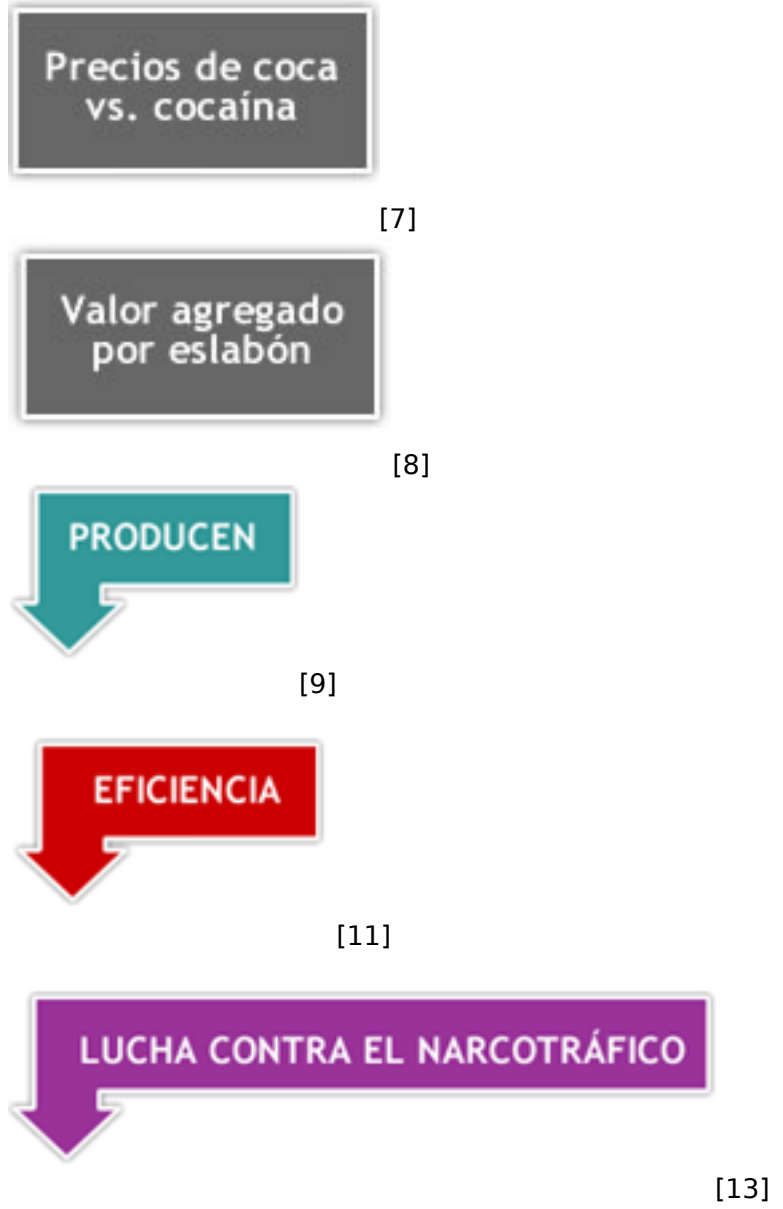 Precios de coca
vs. cocaína
[7]
Valor agregado
por eslabón
[8]
PRODUCEN
[9]
EFICIENCIA
[11]
LUCHA CONTRA EL NARCOTRÁFICO
[13]